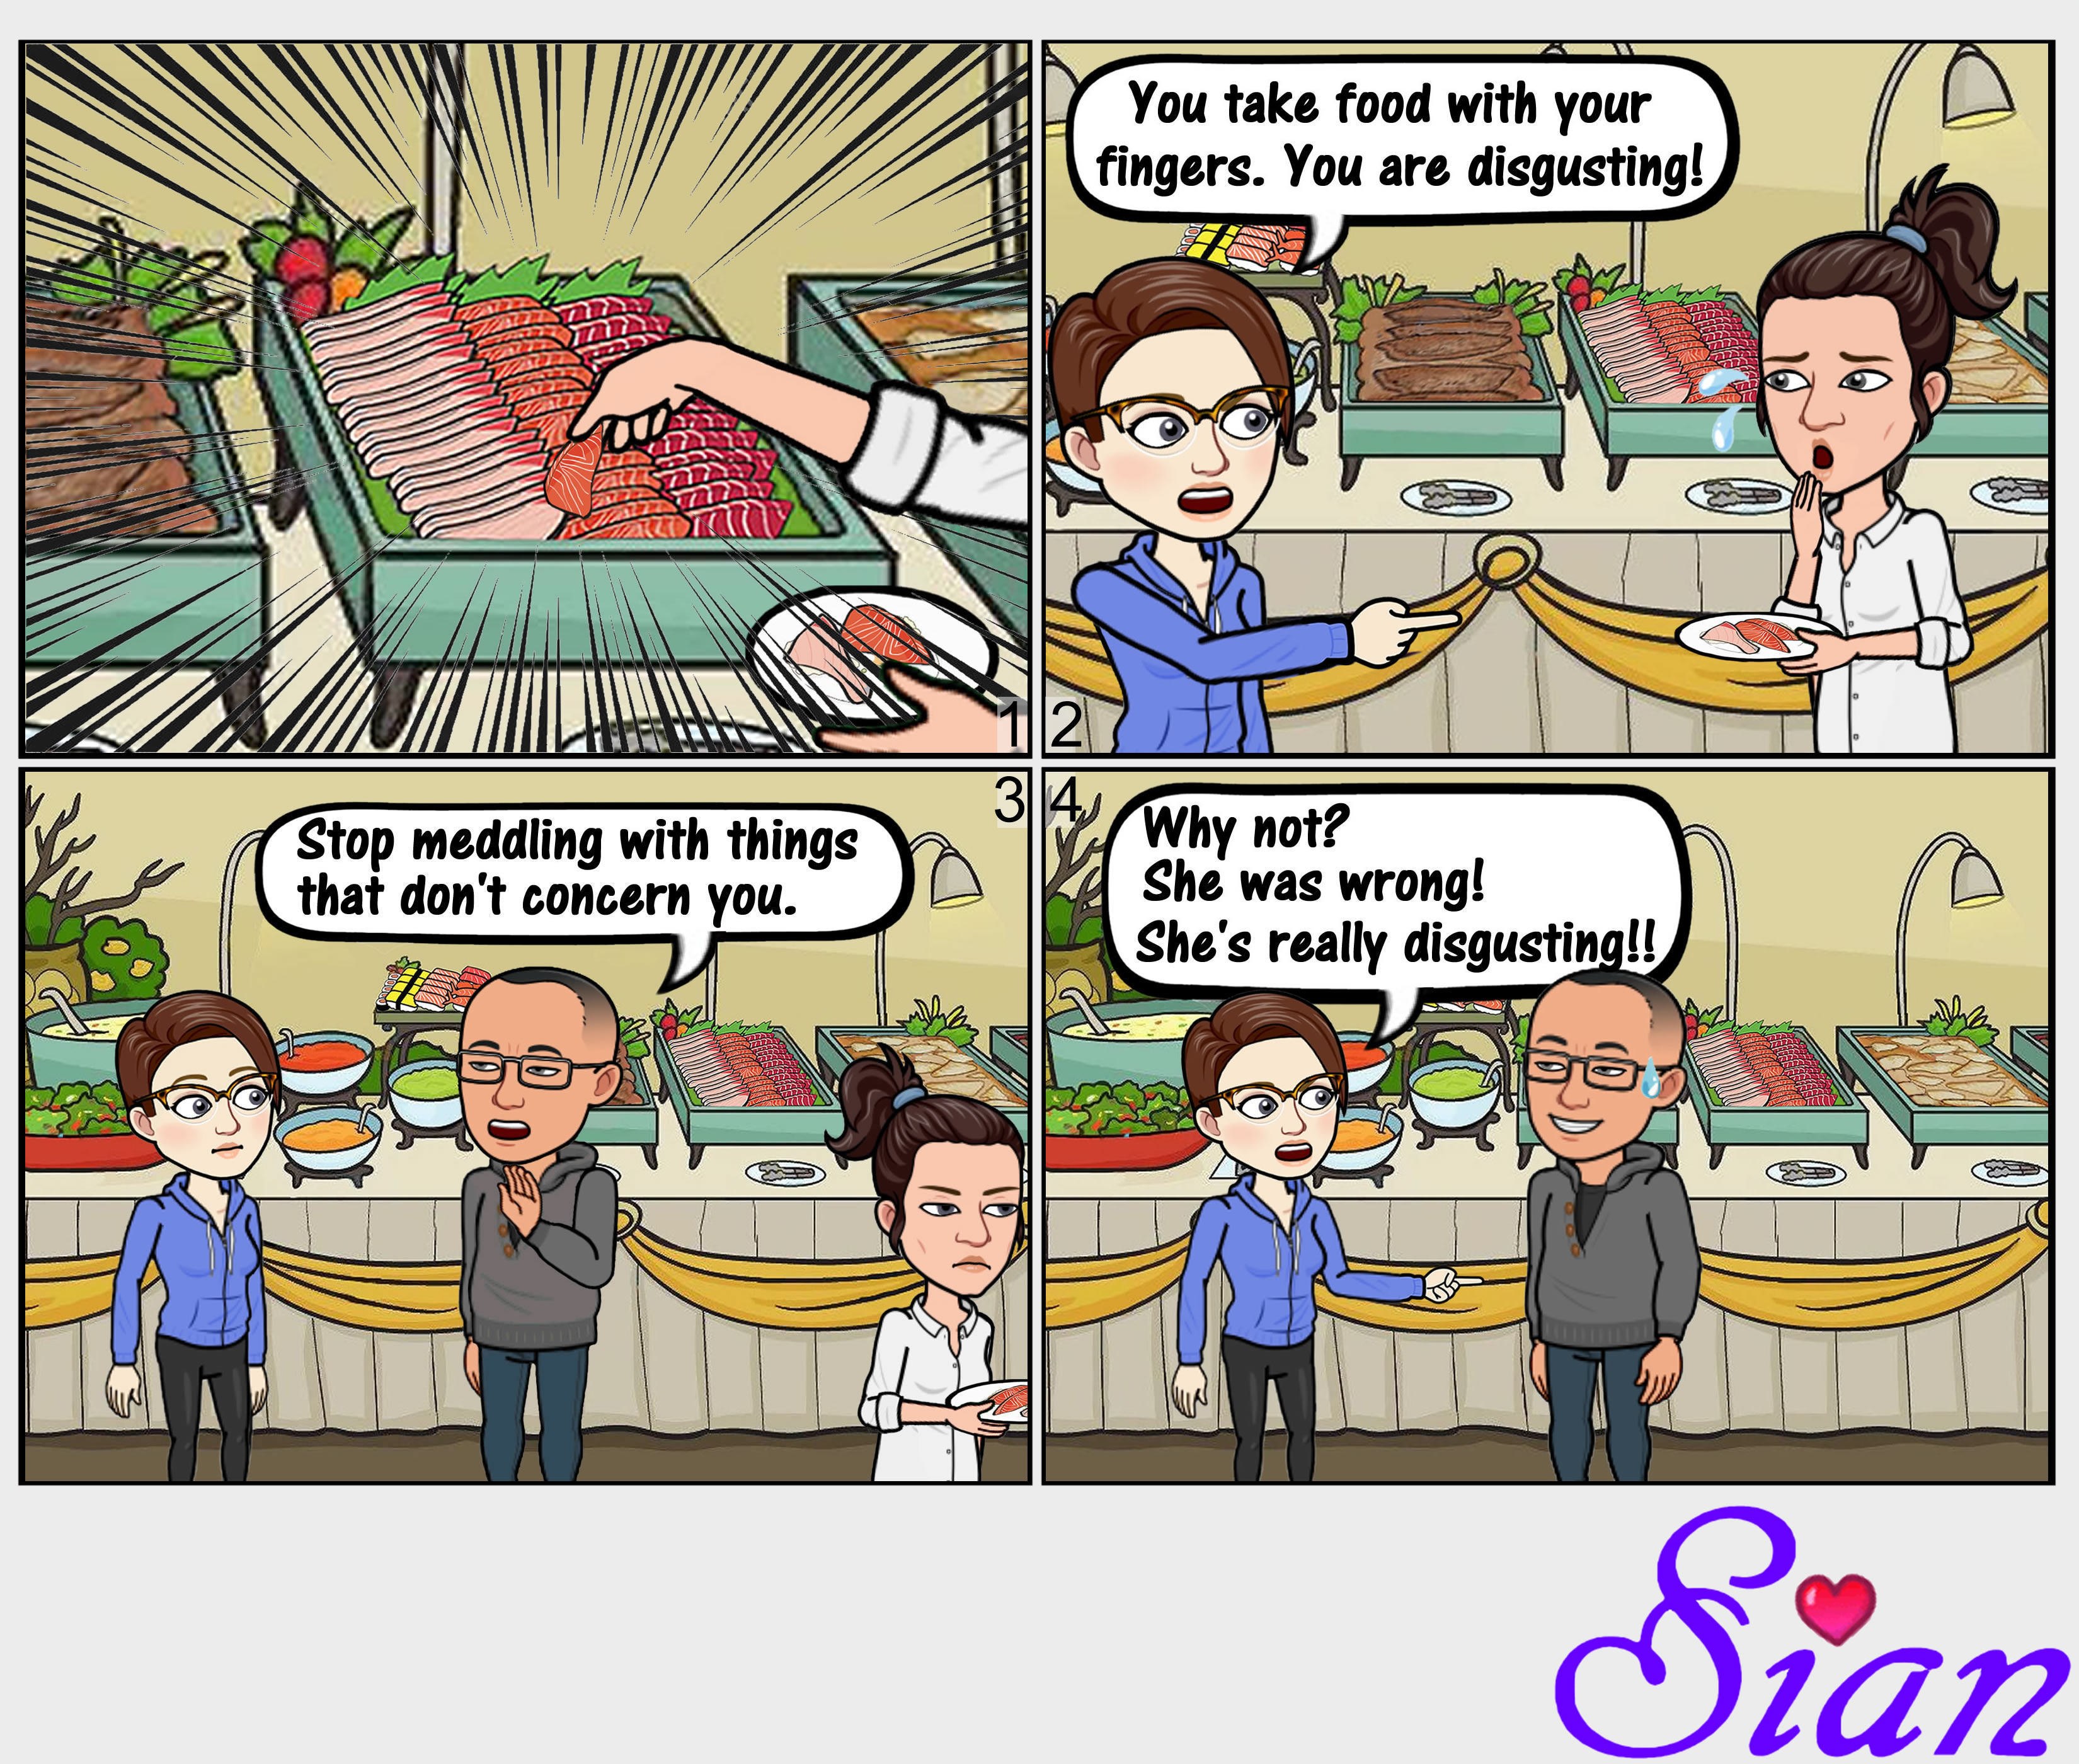 You take food with your
fingers. You are disgusting!
1
2
3
Stop meddling with things
that don't concern you.
4
Why not?
She was wrong!
She's really disgusting!!
Sian